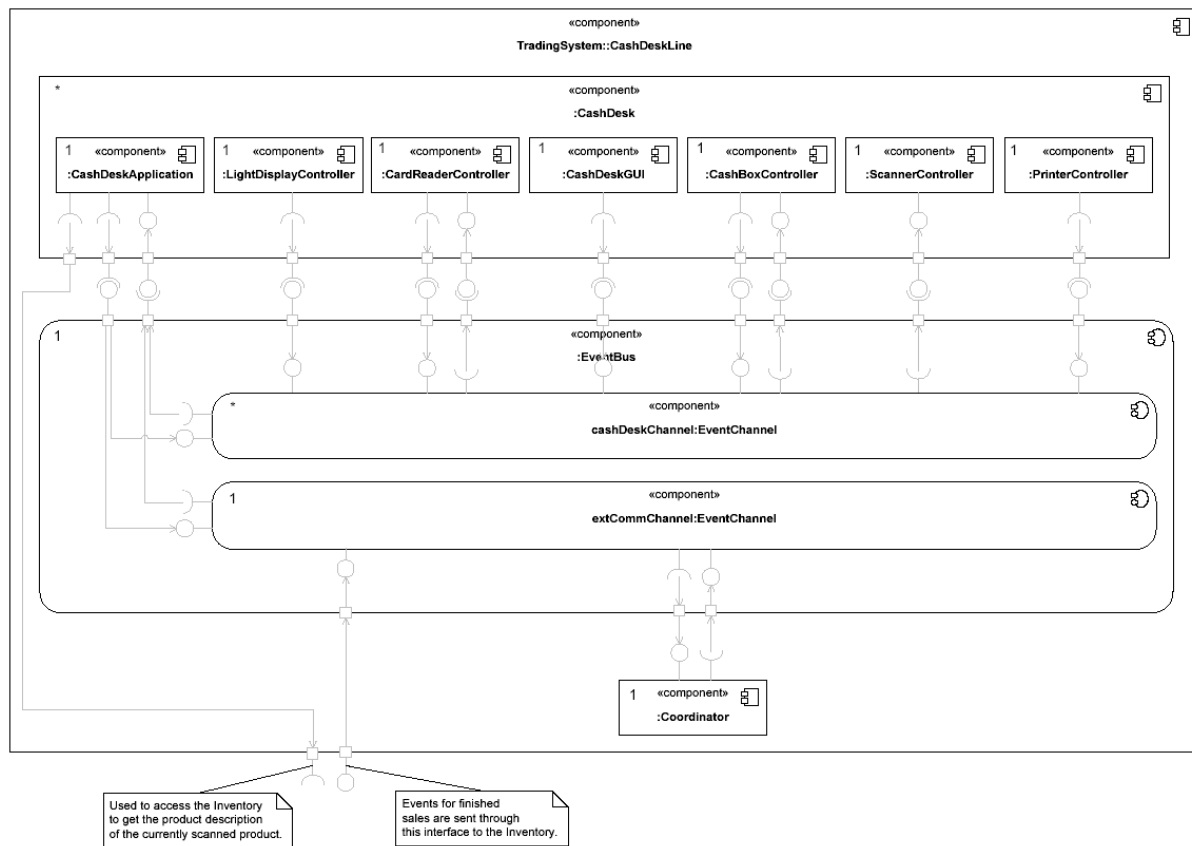 «component»
TradingSystem::CashDeskLine
*
«component»
:CashDesk
1 «component»
:CashDeskApplication
1 «component»
:LightDisplayController
1 «component»
:CardReaderController
1 «component»
:CashDeskGUI
1 «component»
:CashBoxController
1 «component»
:ScannerController
1 «component»
:PrinterController
1
«component»
:EventBus
*
«component»
cashDeskChannel:EventChannel
1
«component»
extCommChannel:EventChannel
1 «component»
:Coordinator
Used to access the Inventory
to get the product description
of the currently scanned product.
Events for finished
sales are sent through
this interface to the Inventory.